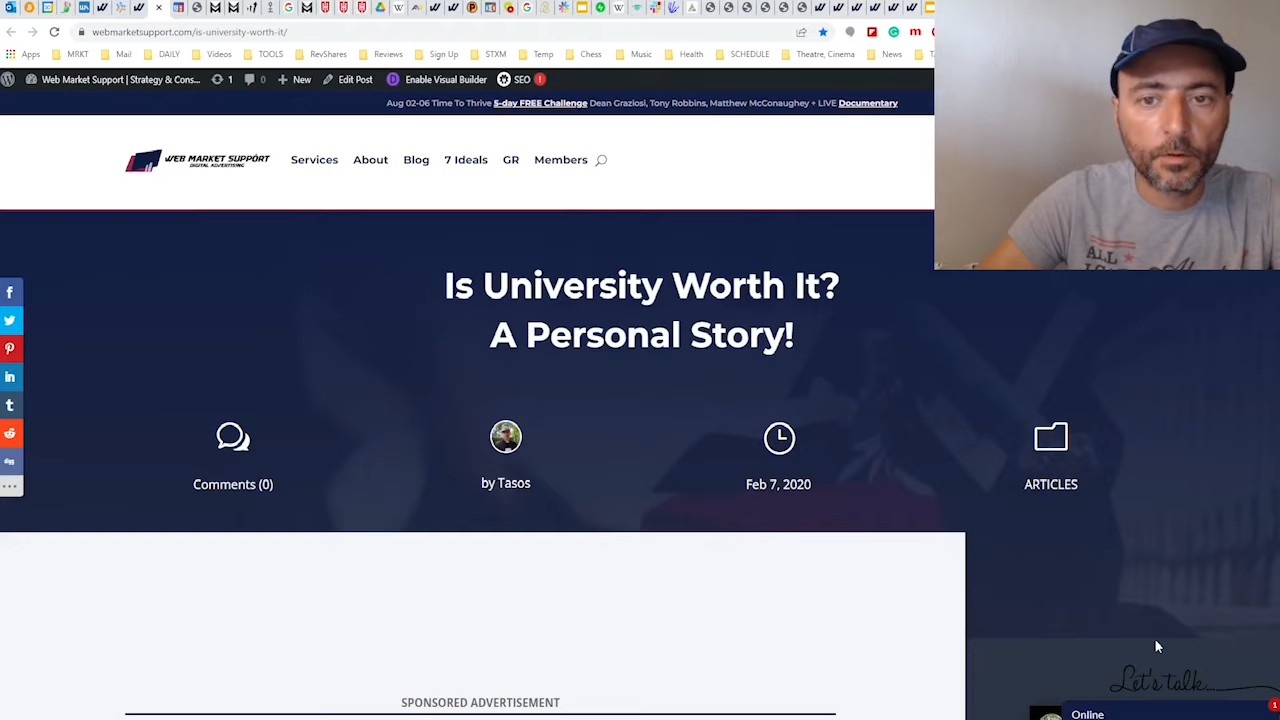 webmarketsupport.com/is-university-worth-it/
Apps MRKT Mail DAILY Videos TOOLS RevShares Reviews Sign Up STXM Temp Chess Music Health SCHEDULE Theatre, Cinema News
Web Market Support | Strategy & Cons... 1 0 New Edit Post Enable Visual Builder SEO !
Aug 02-06 Time To Thrive 5-day FREE Challenge Dean Graziosi, Tony Robbins, Matthew McConaughey + LIVE Documentary
WEB MARKET SUPPORT
DIGITAL ADVERTISING
Services About Blog 7 Ideals GR Members
ALL
Is University Worth It?
A Personal Story!
Comments (0) by Tasos Feb 7, 2020 ARTICLES
SPONSORED ADVERTISEMENT
Let's talk...
Online 1